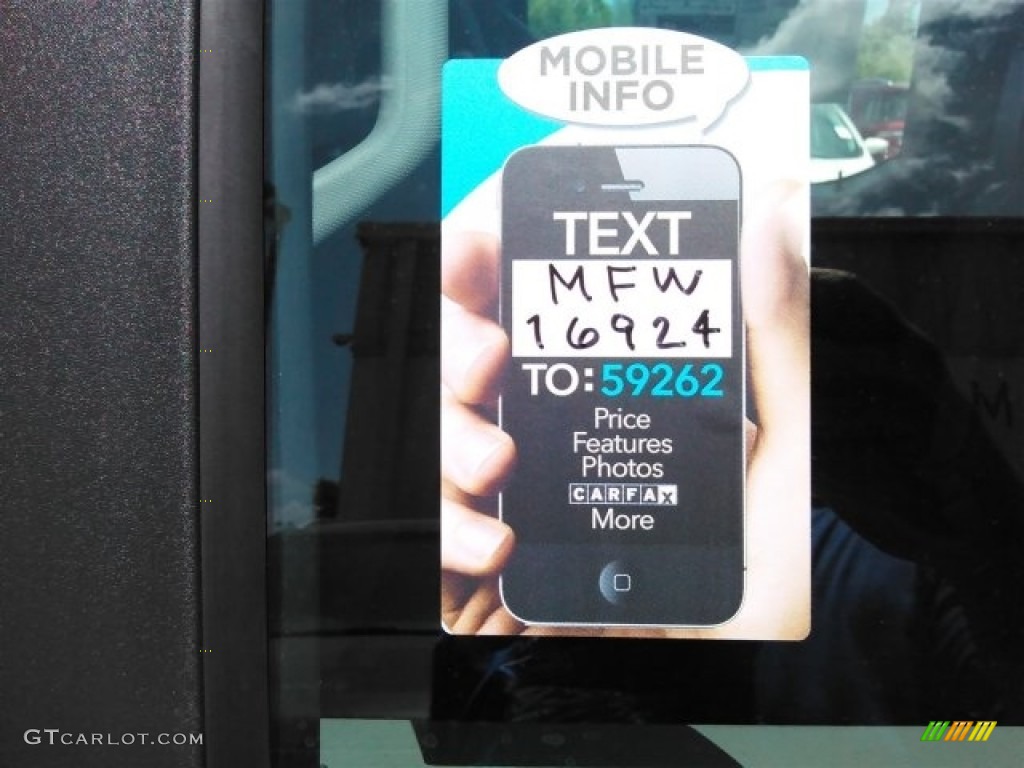 MOBILE
INFO
TEXT
MFW
16924
TO: 59262
Price
Features
Photos
CARFAX
More
GTCARLOT.COM